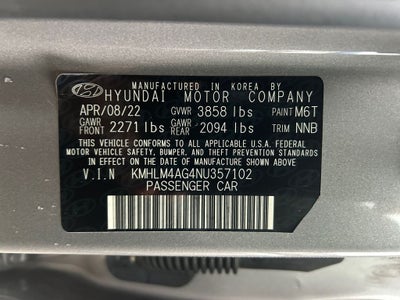 MANUFACTURED IN KOREA BY
HYUNDAI MOTOR COMPANY
APR/08/22 GVWR 3858 lbs PAINT M6T
GAWR FRONT 2271 lbs GAWR REAR 2094 lbs TRIM NNB
THIS VEHICLE CONFORMS TO ALL APPLICABLE U.S.A. FEDERAL
MOTOR VEHICLE SAFETY, BUMPER, AND THEFT PREVENTION STANDARDS
IN EFFECT ON THE DATE OF MANUFACTURE SHOWN ABOVE.
V.I.N KMHLM4AG4NU357102
PASSENGER CAR